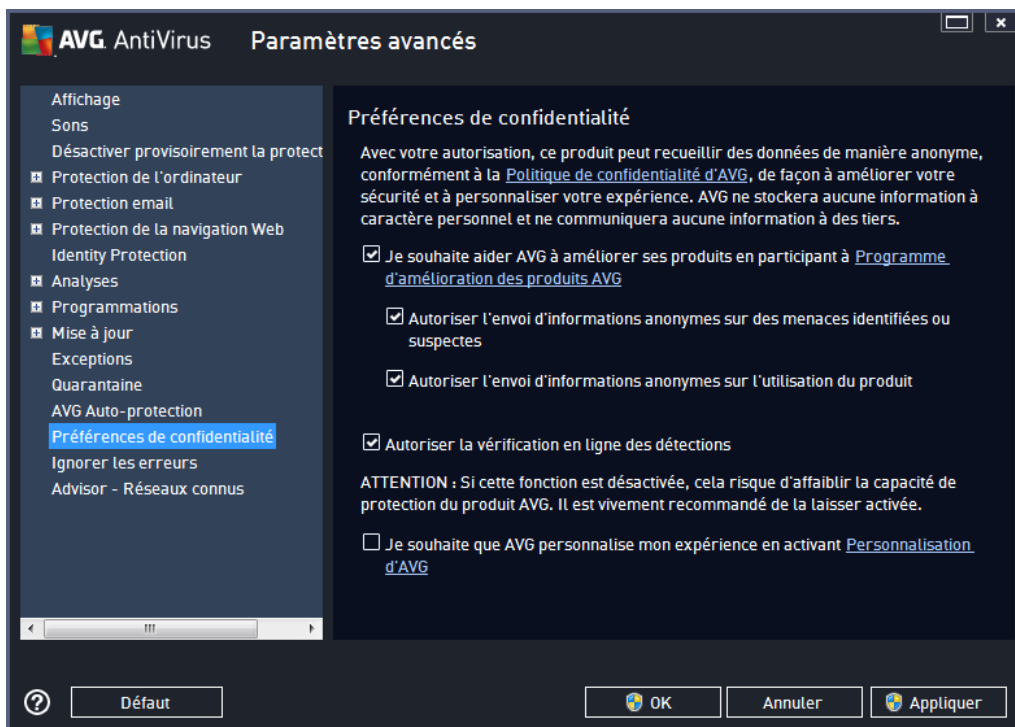 AVG AntiVirus Paramètres avancés
Affichage
Sons
Désactiver provisoirement la protect
Protection de l'ordinateur
Protection email
Protection de la navigation Web
Identity Protection
Analyses
Programmations
Mise à jour
Exceptions
Quarantaine
AVG Auto-protection
Préférences de confidentialité
Ignorer les erreurs
Advisor - Réseaux connus
Préférences de confidentialité
Avec votre autorisation, ce produit peut recueillir des données de manière anonyme,
conformément à la Politique de confidentialité d'AVG, de façon à améliorer votre
sécurité et à personnaliser votre expérience. AVG ne stockera aucune information à
caractère personnel et ne communiquera aucune information à des tiers.
Je souhaite aider AVG à améliorer ses produits en participant à Programme
d'amélioration des produits AVG
Autoriser l'envoi d'informations anonymes sur des menaces identifiées ou
suspectes
Autoriser l'envoi d'informations anonymes sur l'utilisation du produit
Autoriser la vérification en ligne des détections
ATTENTION : Si cette fonction est désactivée, cela risque d'affaiblir la capacité de
protection du produit AVG. Il est vivement recommandé de la laisser activée.
Je souhaite que AVG personnalise mon expérience en activant Personnalisation
d'AVG
? Défaut OK Annuler Appliquer